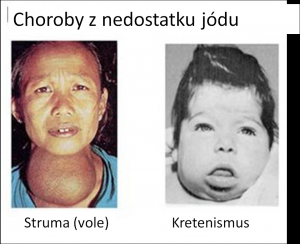 Choroby z nedostatku jódu
Struma (vole)
Kretenismus